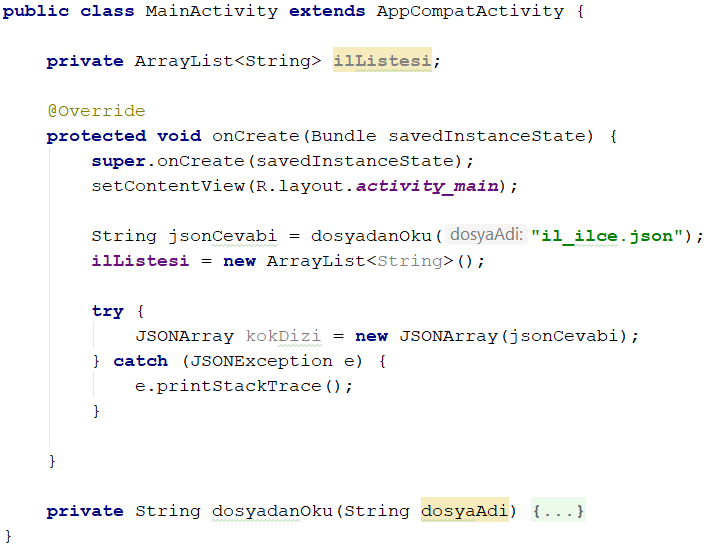 public class MainActivity extends AppCompatActivity {
private ArrayList<String> ilListesi;
@Override
protected void onCreate(Bundle savedInstanceState) {
super.onCreate(savedInstanceState);
setContentView(R.layout.activity_main);
String jsonCevabi = dosyadanOku( dosyaAdi: "il_ilce.json");
ilListesi = new ArrayList<String>();
try {
JSONArray kokDizi = new JSONArray(jsonCevabi);
} catch (JSONException e) {
e.printStackTrace();
}
}
private String dosyadanOku(String dosyaAdi) {...}
}